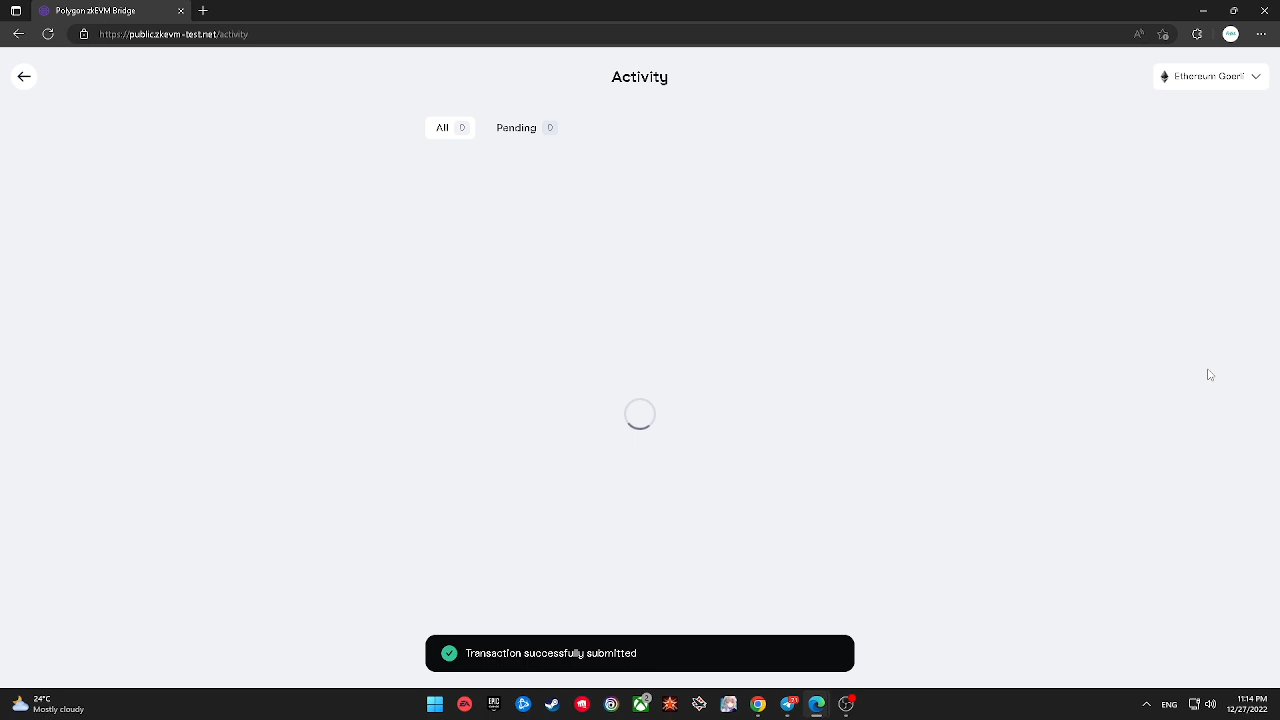 Polygon zkEVM Bridge
https://public.zkevm-test.net/activity
Activity
Ethereum Goerli
All 0
Pending 0
Transaction successfully submitted
24°C
Mostly cloudy
ENG
11:14 PM
12/27/2022